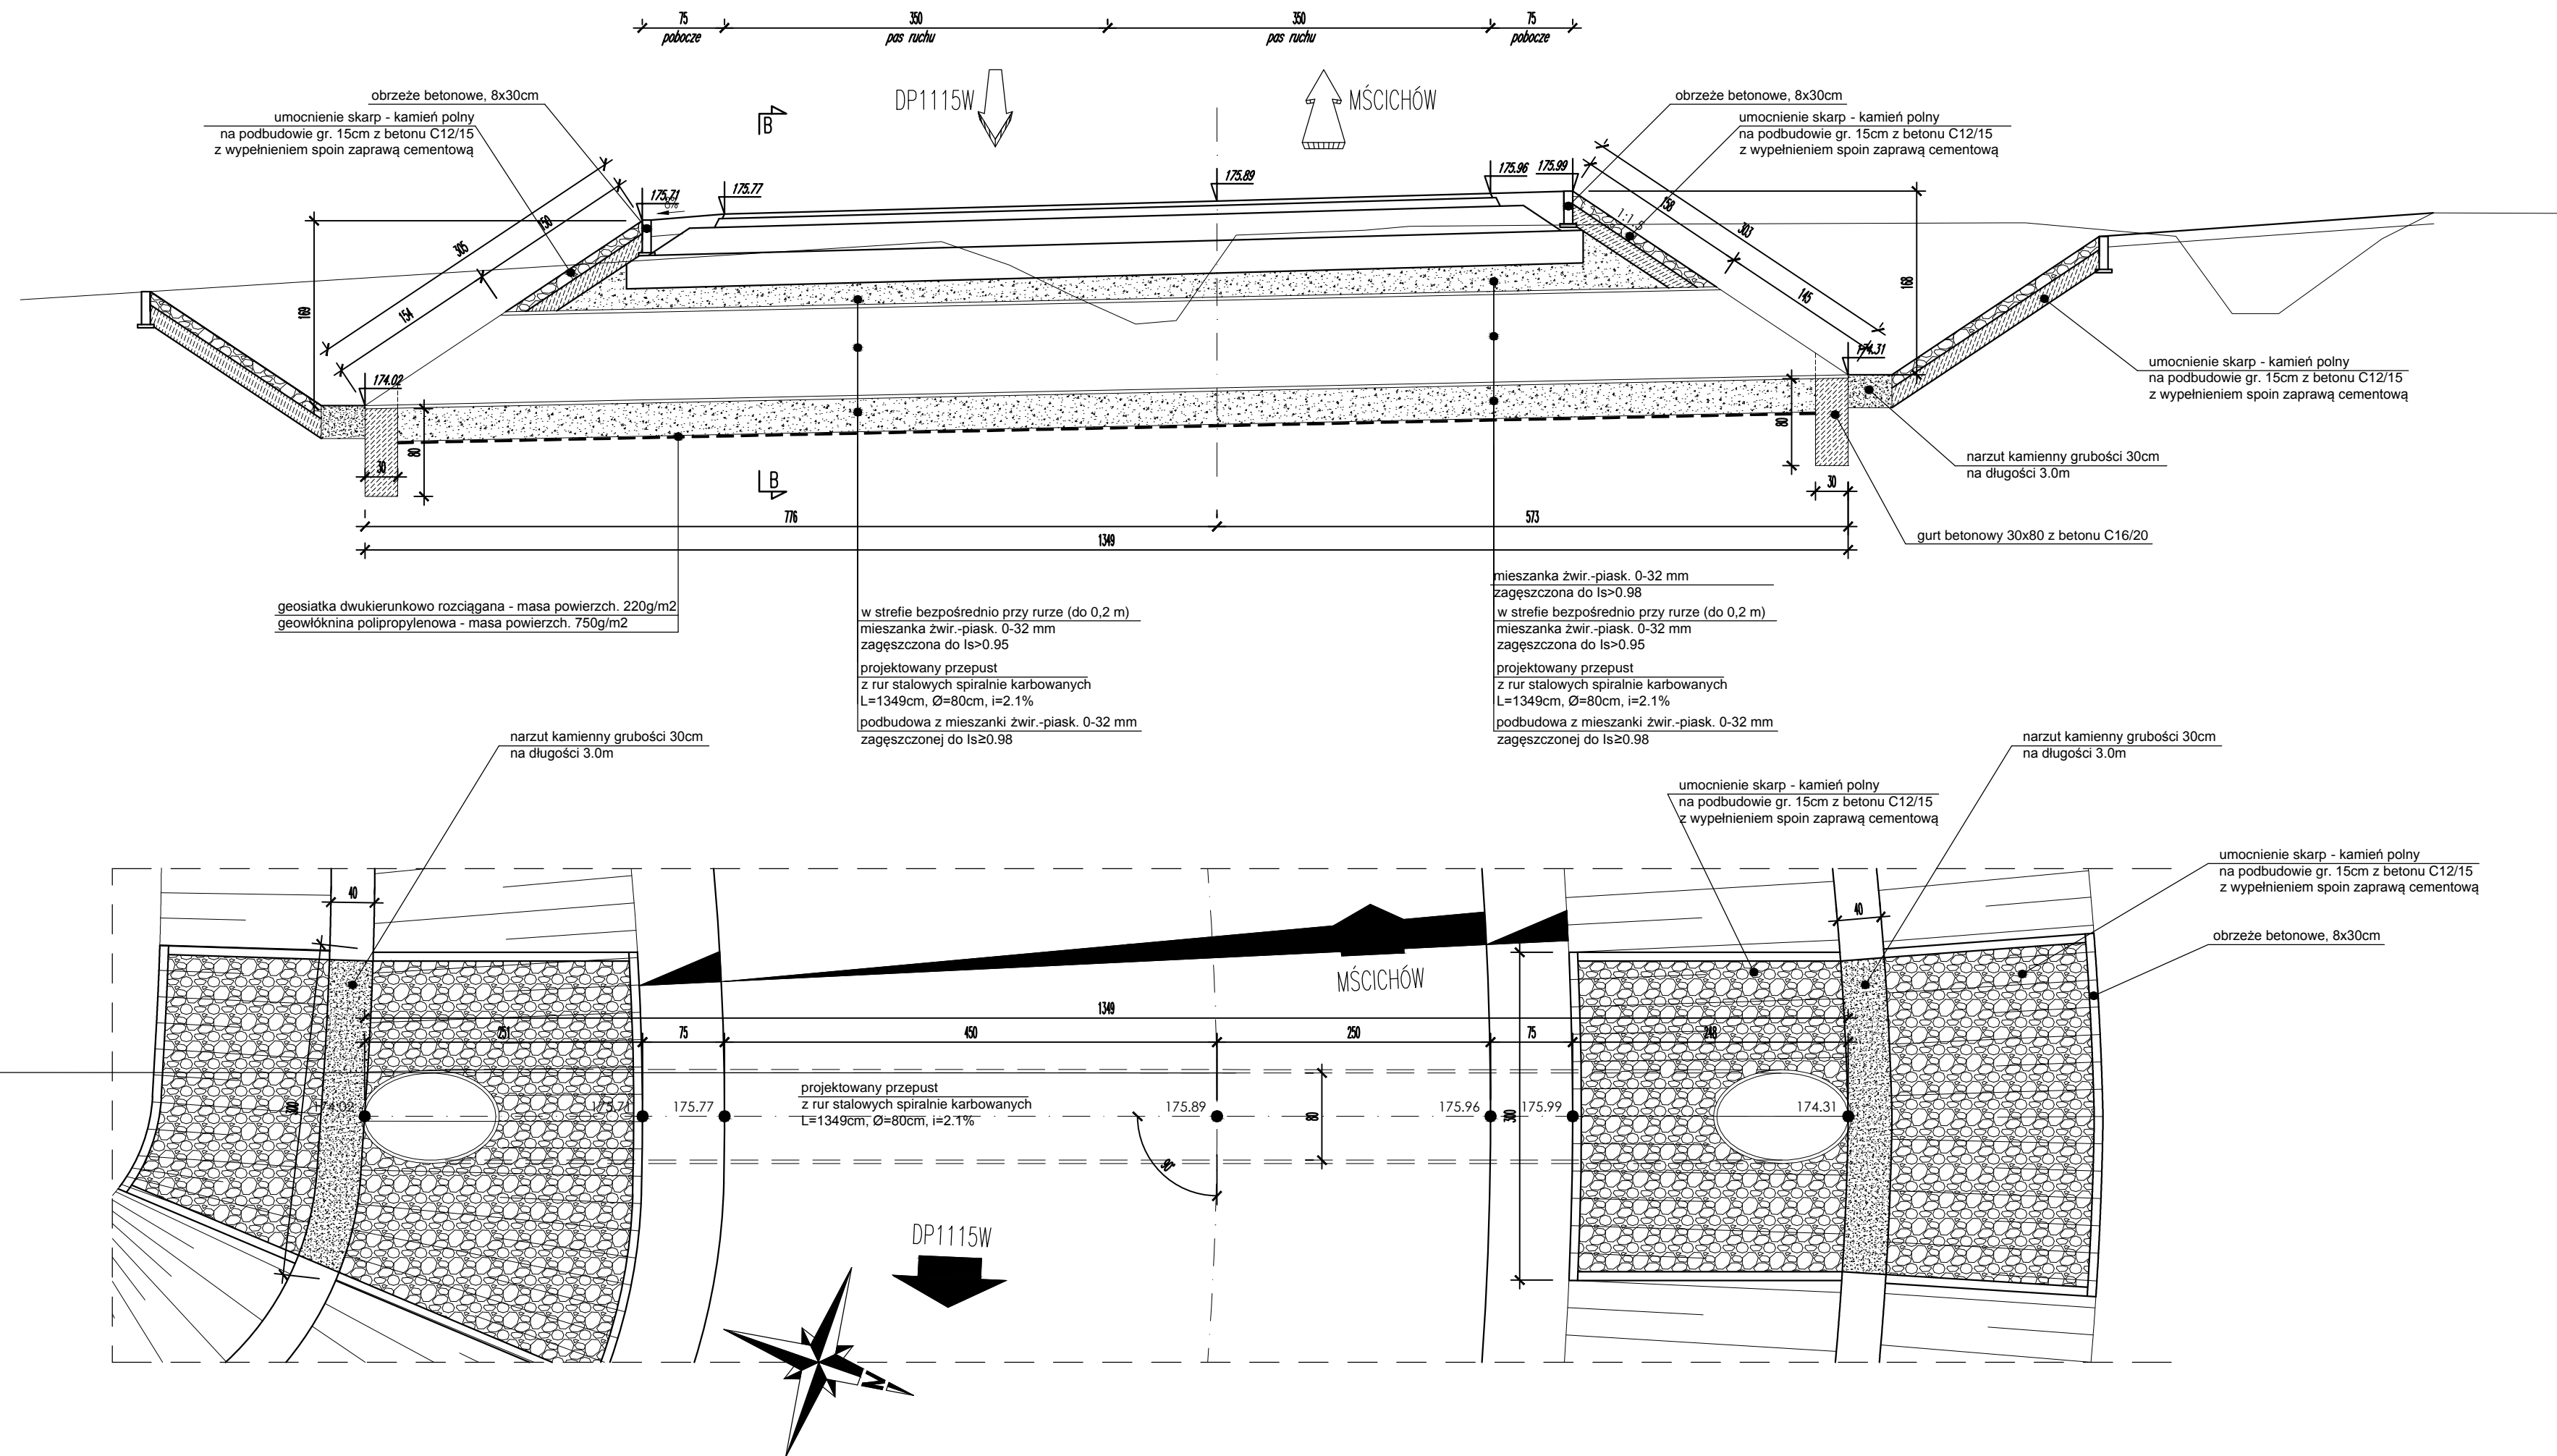 75 350 350 75
pobocze pas ruchu pas ruchu pobocze
DP1115W
MŚCICHÓW
B
obrzeże betonowe, 8x30cm
umocnienie skarp - kamień polny
na podbudowie gr. 15cm z betonu C12/15
z wypełnieniem spoin zaprawą cementową
obrzeże betonowe, 8x30cm
umocnienie skarp - kamień polny
na podbudowie gr. 15cm z betonu C12/15
z wypełnieniem spoin zaprawą cementową
175.71
8%
175.77
175.89
175.96
175.99
1:1.5
150
305
154
169
158
303
145
168
174.02
174.31
umocnienie skarp - kamień polny
na podbudowie gr. 15cm z betonu C12/15
z wypełnieniem spoin zaprawą cementową
80
30
80
30
B
narzut kamienny grubości 30cm
na długości 3.0m
776
573
1349
gurt betonowy 30x80 z betonu C16/20
geosiatka dwukierunkowo rozciągana - masa powierzch. 220g/m2
geowłóknina polipropylenowa - masa powierzch. 750g/m2
w strefie bezpośrednio przy rurze (do 0,2 m)
mieszanka żwir.-piask. 0-32 mm
zagęszczona do Is>0.95
projektowany przepust
z rur stalowych spiralnie karbowanych
L=1349cm, Ø=80cm, i=2.1%
podbudowa z mieszanki żwir.-piask. 0-32 mm
zagęszczonej do Is≥0.98
mieszanka żwir.-piask. 0-32 mm
zagęszczona do Is>0.98
w strefie bezpośrednio przy rurze (do 0,2 m)
mieszanka żwir.-piask. 0-32 mm
zagęszczona do Is>0.95
projektowany przepust
z rur stalowych spiralnie karbowanych
L=1349cm, Ø=80cm, i=2.1%
podbudowa z mieszanki żwir.-piask. 0-32 mm
zagęszczonej do Is≥0.98
narzut kamienny grubości 30cm
na długości 3.0m
narzut kamienny grubości 30cm
na długości 3.0m
umocnienie skarp - kamień polny
na podbudowie gr. 15cm z betonu C12/15
z wypełnieniem spoin zaprawą cementową
umocnienie skarp - kamień polny
na podbudowie gr. 15cm z betonu C12/15
z wypełnieniem spoin zaprawą cementową
obrzeże betonowe, 8x30cm
40
40
MŚCICHÓW
1349
251 75 450 250 75 248
300
80
300
174.02
175.71
175.77
projektowany przepust
z rur stalowych spiralnie karbowanych
L=1349cm, Ø=80cm, i=2.1%
175.89
175.96
175.99
174.31
90°
DP1115W
N